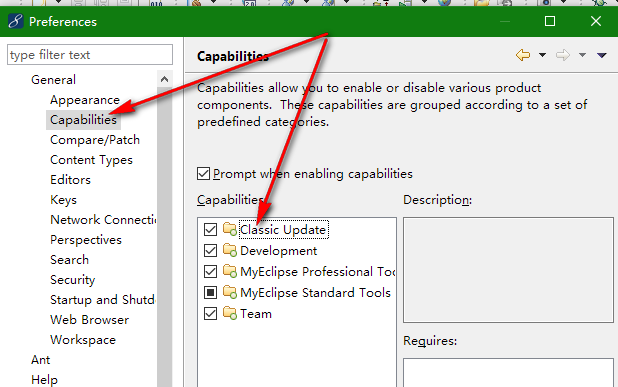 Preferences
type filter text
General
Appearance
Capabilities
Compare/Patch
Content Types
Editors
Keys
Network Connectio
Perspectives
Search
Security
Startup and Shutdo
Web Browser
Workspace
Ant
Help
Capabilities
Capabilities allow you to enable or disable various product
components. These capabilities are grouped according to a set of
predefined categories.
Prompt when enabling capabilities
Capabilities
Classic Update
Development
MyEclipse Professional Too
MyEclipse Standard Tools
Team
Description:
Requires: